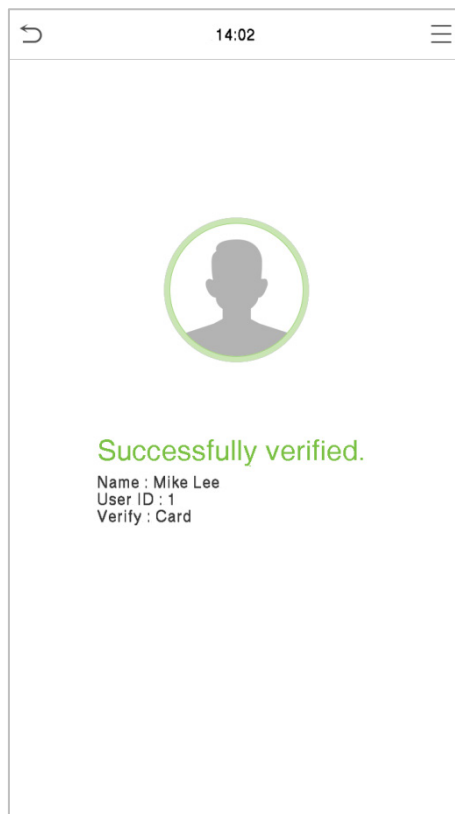 14:02
Successfully verified.
Name : Mike Lee
User ID : 1
Verify : Card